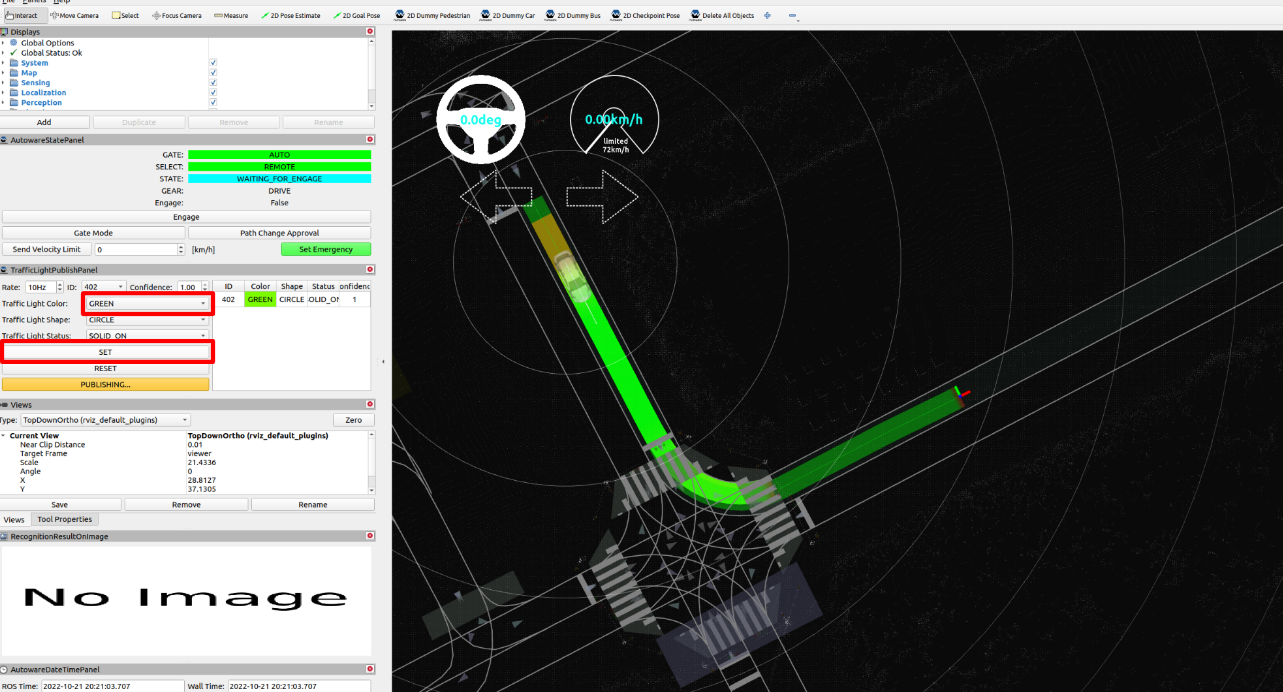 File Panels Help
Interact Move Camera Select Focus Camera Measure 2D Pose Estimate 2D Goal Pose 2D Dummy Pedestrian 2D Dummy Car 2D Dummy Bus 2D Checkpoint Pose Delete All Objects
Displays
Global Options
Global Status: Ok
System
Map
Sensing
Localization
Perception
Add Duplicate Remove Rename
AutowareStatePanel
GATE: AUTO
SELECT: REMOTE
STATE: WAITING_FOR_ENGAGE
GEAR: DRIVE
Engage: False
Engage
Gate Mode Path Change Approval
Send Velocity Limit 0 [km/h] Set Emergency
TrafficLightPublishPanel
Rate: 10Hz ID: 402 Confidence: 1.00
Traffic Light Color: GREEN
Traffic Light Shape: CIRCLE
Traffic Light Status: SOLID_ON
SET
RESET
PUBLISHING...
ID Color Shape Status onfidenc
402 GREEN CIRCLE SOLID_ON 1
Views
Type: TopDownOrtho (rviz_default_plugins) Zero
Current View TopDownOrtho (rviz_default_plugins)
Near Clip Distance 0.01
Target Frame viewer
Scale 21.4336
Angle 0
X 28.8127
Y 37.1305
Save Remove Rename
Views Tool Properties
RecognitionResultOnImage
No Image
AutowareDateTimePanel
ROS Time: 2022-10-21 20:21:03.707 Wall Time: 2022-10-21 20:21:03.707
0.0deg
0.00km/h
limited
72km/h